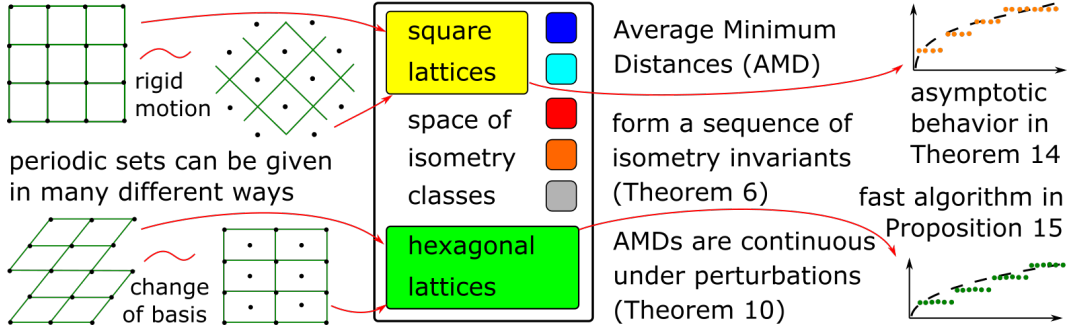 rigid
motion
periodic sets can be given
in many different ways
change
of basis
square
lattices
space of
isometry
classes
hexagonal
lattices
Average Minimum
Distances (AMD)
form a sequence of
isometry invariants
(Theorem 6)
AMDs are continuous
under perturbations
(Theorem 10)
asymptotic
behavior in
Theorem 14
fast algorithm in
Proposition 15